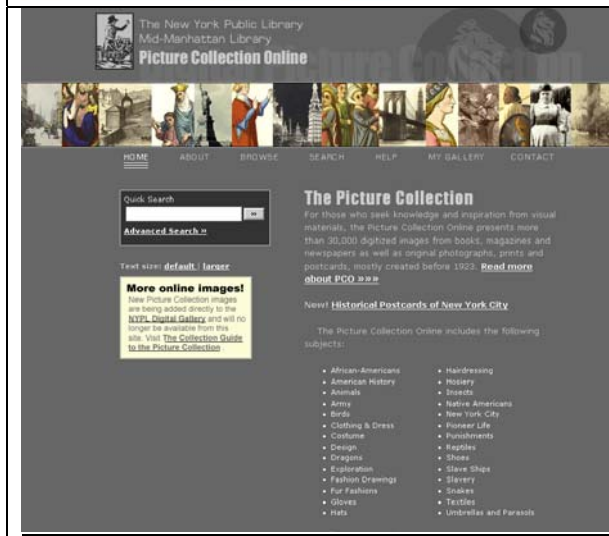 The New York Public Library
Mid-Manhattan Library
Picture Collection Online
HOME ABOUT BROWSE SEARCH HELP MY GALLERY CONTACT
Quick Search
Advanced Search »
Text size: default | larger
More online images!
New Picture Collection images
are being added directly to the
NYPL Digital Gallery and will no
longer be available from this
site. Visit The Collection Guide
to the Picture Collection
The Picture Collection
For those who seek knowledge and inspiration from visual
materials, the Picture Collection Online presents more
than 30,000 digitized images from books, magazines and
newspapers as well as original photographs, prints and
postcards, mostly created before 1923. Read more
about PCO »»»
New! Historical Postcards of New York City
The Picture Collection Online includes the following
subjects:
African-Americans
American History
Animals
Army
Birds
Clothing & Dress
Costume
Design
Dragons
Exploration
Fashion Drawings
Fur Fashions
Gloves
Hats
Hairdressing
Hosiery
Insects
Native Americans
New York City
Pioneer Life
Punishments
Reptiles
Shoes
Slave Ships
Slavery
Snakes
Textiles
Umbrellas and Parasols